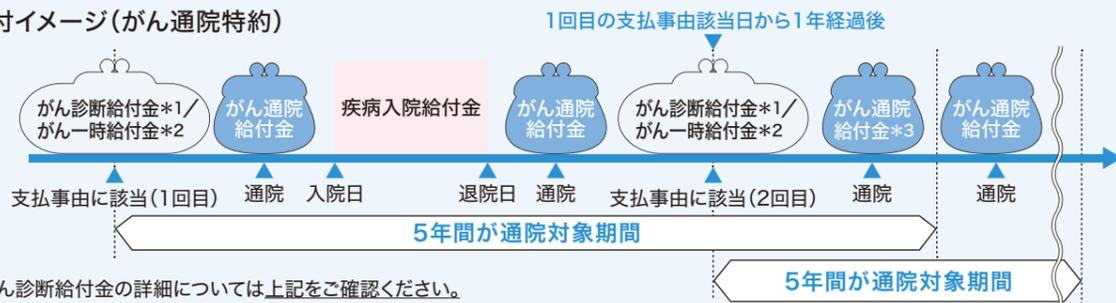 付イメージ（がん通院特約）
1回目の支払事由該当日から1年経過後
がん診断給付金＊1／
がん一時給付金＊2
がん通院
給付金
疾病入院給付金
がん通院
給付金
がん診断給付金＊1／
がん一時給付金＊2
がん通院
給付金＊3
がん通院
給付金
支払事由に該当（1回目）
通院
入院日
退院日
通院
支払事由に該当（2回目）
通院
通院
5年間が通院対象期間
5年間が通院対象期間
ん診断給付金の詳細については上記をご確認ください。